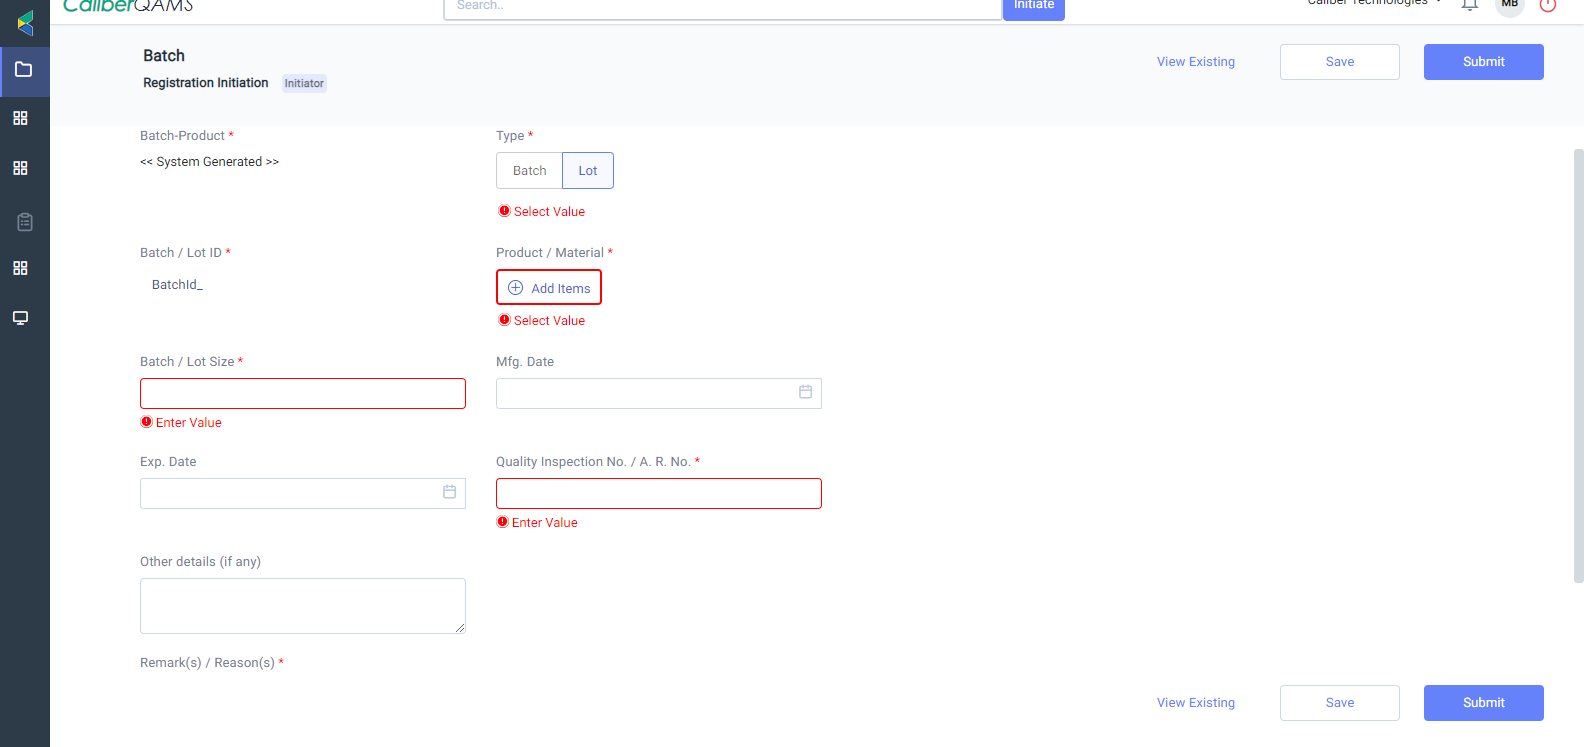 CaliberQAMS
Search..
Initiate
Caliber Technologies
MB
Batch
Registration Initiation Initiator
View Existing
Save
Submit
Batch-Product *
<< System Generated >>
Type *
Batch Lot
Select Value
Batch / Lot ID *
BatchId_
Product / Material *
Add Items
Select Value
Batch / Lot Size *
Enter Value
Mfg. Date
Exp. Date
Quality Inspection No. / A. R. No. *
Enter Value
Other details (if any)
Remark(s) / Reason(s) *
View Existing
Save
Submit